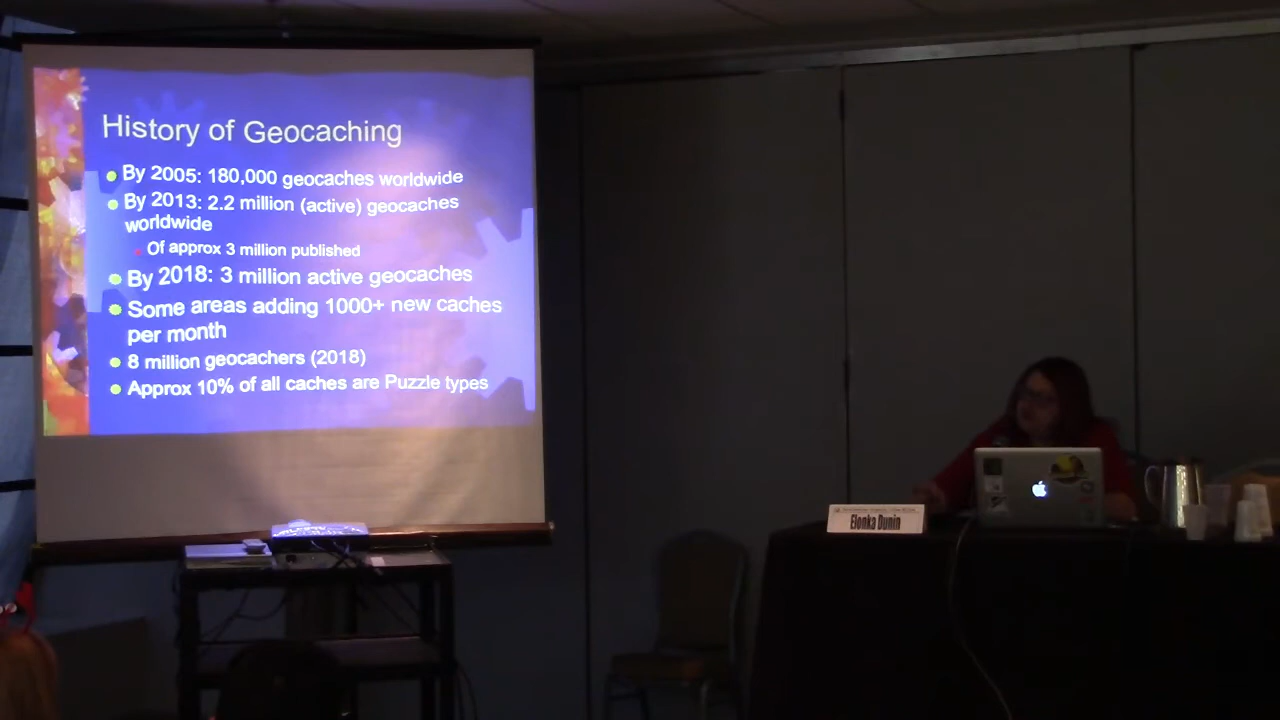 History of Geocaching
By 2005: 180,000 geocaches worldwide
By 2013: 2.2 million (active) geocaches
worldwide
Of approx 3 million published
By 2018: 3 million active geocaches
Some areas adding 1000+ new caches
per month
8 million geocachers (2018)
Approx 10% of all caches are Puzzle types
Elonka Dunin